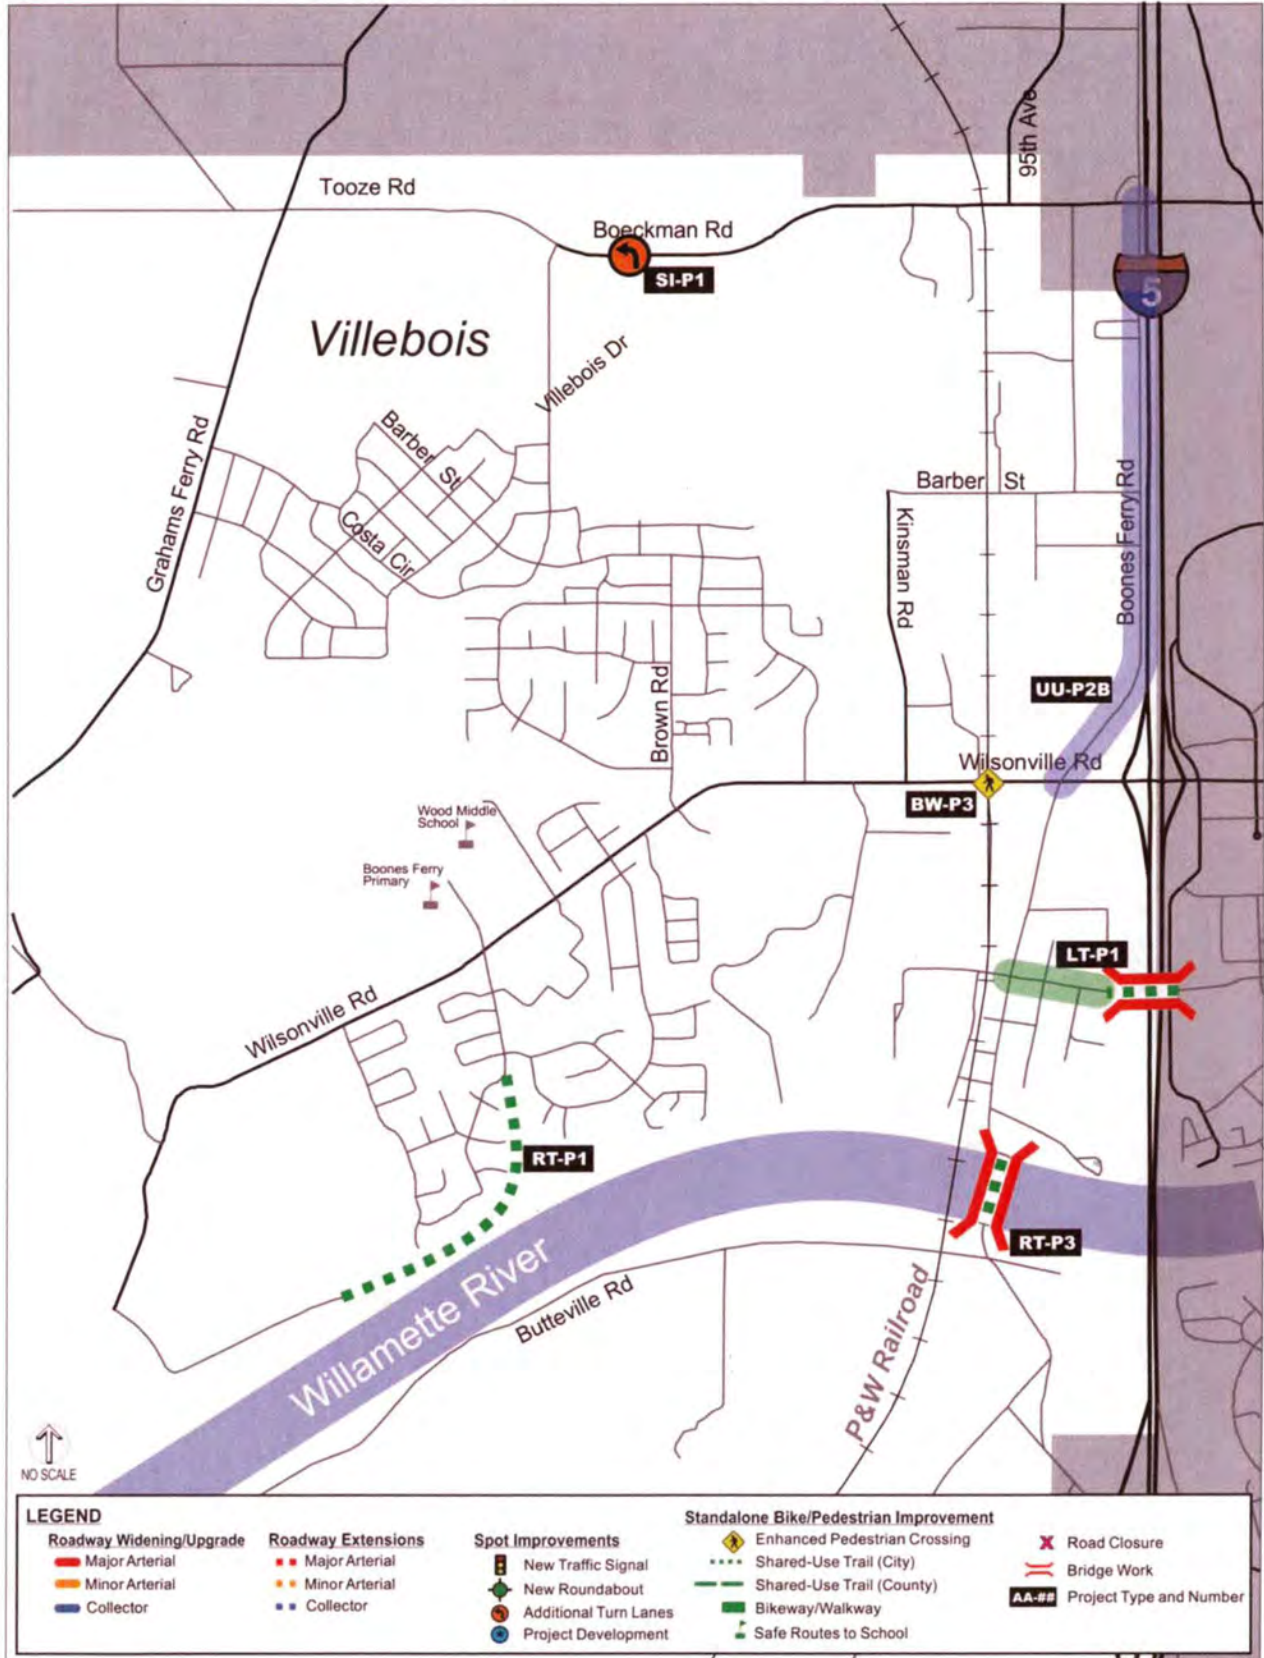 95th Ave
Tooze Rd
Boeckman Rd
SI-P1
5
Villebois
Villebois Dr
Grahams Ferry Rd
Barber St
Costa Cir
Barber St
Kinsman Rd
Boones Ferry Rd
Brown Rd
UU-P2B
Wilsonville Rd
BW-P3
Wood Middle
School
Boones Ferry
Primary
LT-P1
Wilsonville Rd
RT-P1
RT-P3
Willamette River
Butteville Rd
P&W Railroad
NO SCALE
LEGEND
Roadway Widening/Upgrade
Major Arterial
Minor Arterial
Collector
Roadway Extensions
Major Arterial
Minor Arterial
Collector
Spot Improvements
New Traffic Signal
New Roundabout
Additional Turn Lanes
Project Development
Standalone Bike/Pedestrian Improvement
Enhanced Pedestrian Crossing
Shared-Use Trail (City)
Shared-Use Trail (County)
Bikeway/Walkway
Safe Routes to School
Road Closure
Bridge Work
AA-## Project Type and Number